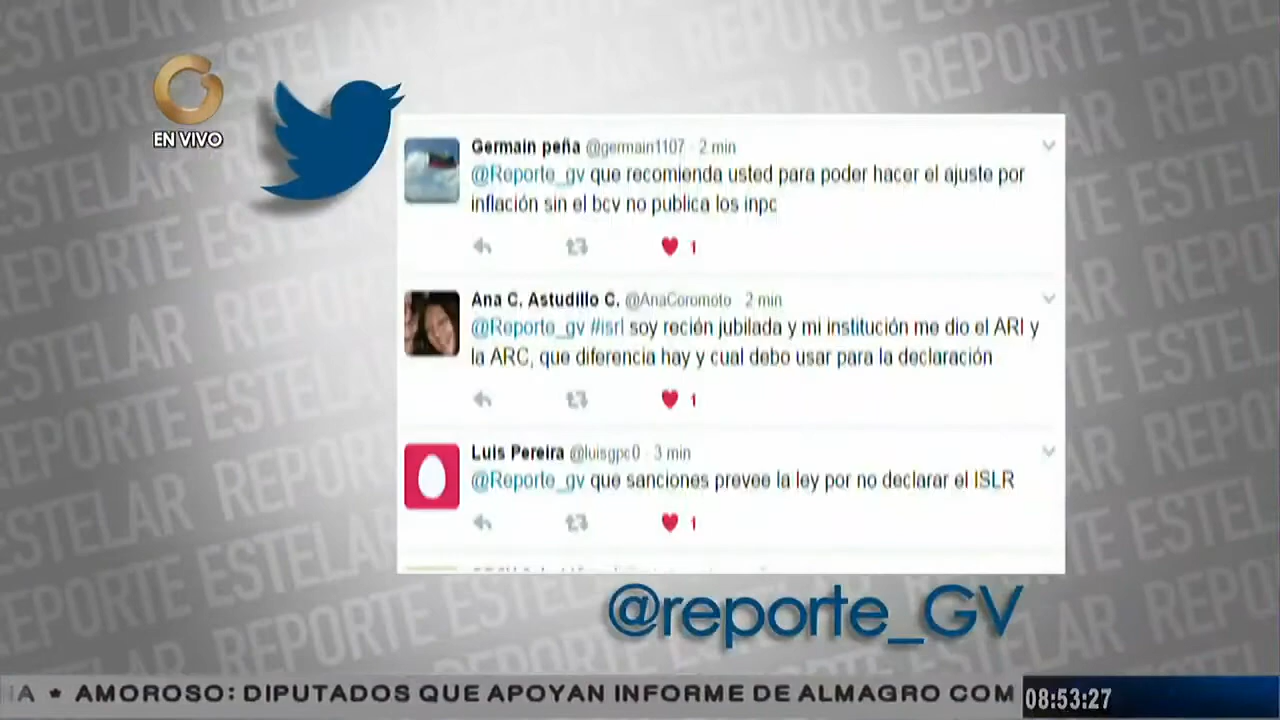 EN VIVO
Germain peña @germain1107 · 2 min
@Reporte_gv que recomienda usted para poder hacer el ajuste por
inflación sin el bcv no publica los inpc
1
Ana C. Astudillo C. @AnaCoromoto · 2 min
@Reporte_gv #isrl soy recién jubilada y mi institución me dio el ARI y
la ARC, que diferencia hay y cual debo usar para la declaración
1
Luis Pereira @luisgpc0 · 3 min
@Reporte_gv que sanciones prevee la ley por no declarar el ISLR
1
@reporte_GV
REPORTE ESTELAR
AMOROSO: DIPUTADOS QUE APOYAN INFORME DE ALMAGRO COM
08:53:27